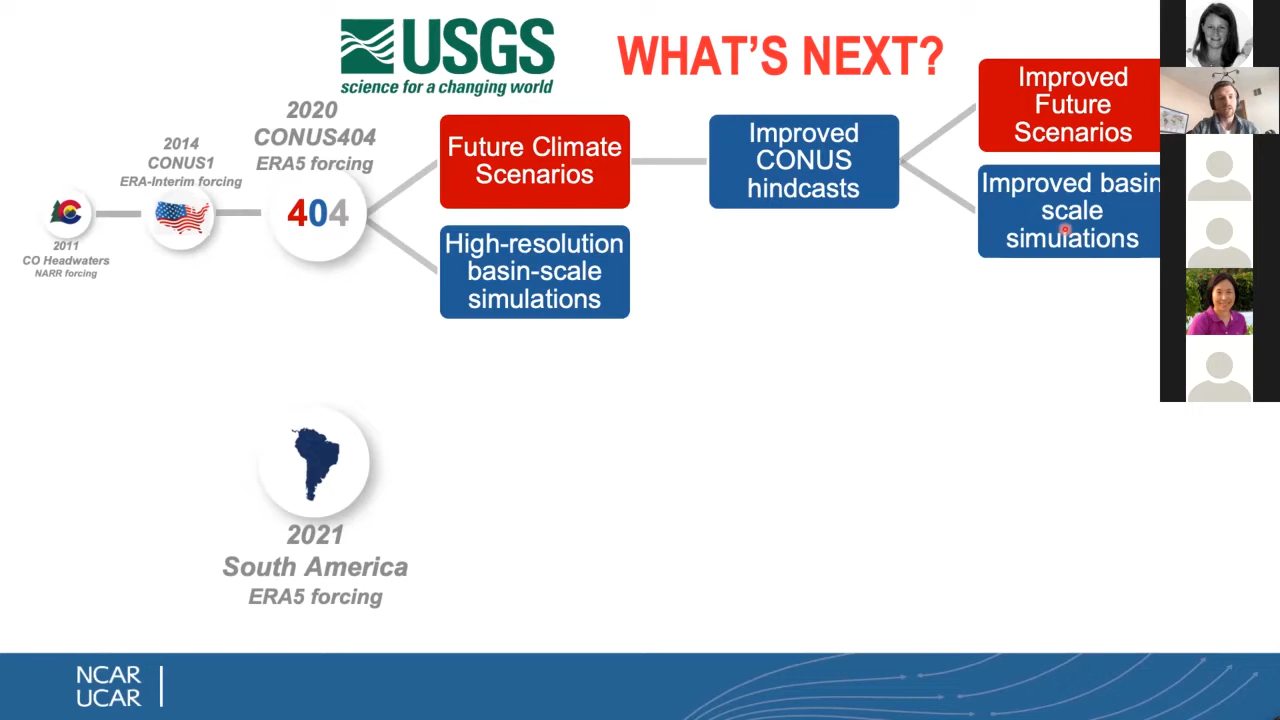 USGS
science for a changing world
WHAT'S NEXT?
2011
CO Headwaters
NARR forcing
2014
CONUS1
ERA-Interim forcing
2020
CONUS404
ERA5 forcing
404
Future Climate
Scenarios
High-resolution
basin-scale
simulations
Improved
CONUS
hindcasts
Improved
Future
Scenarios
Improved basin
scale
simulations
2021
South America
ERA5 forcing
NCAR
UCAR